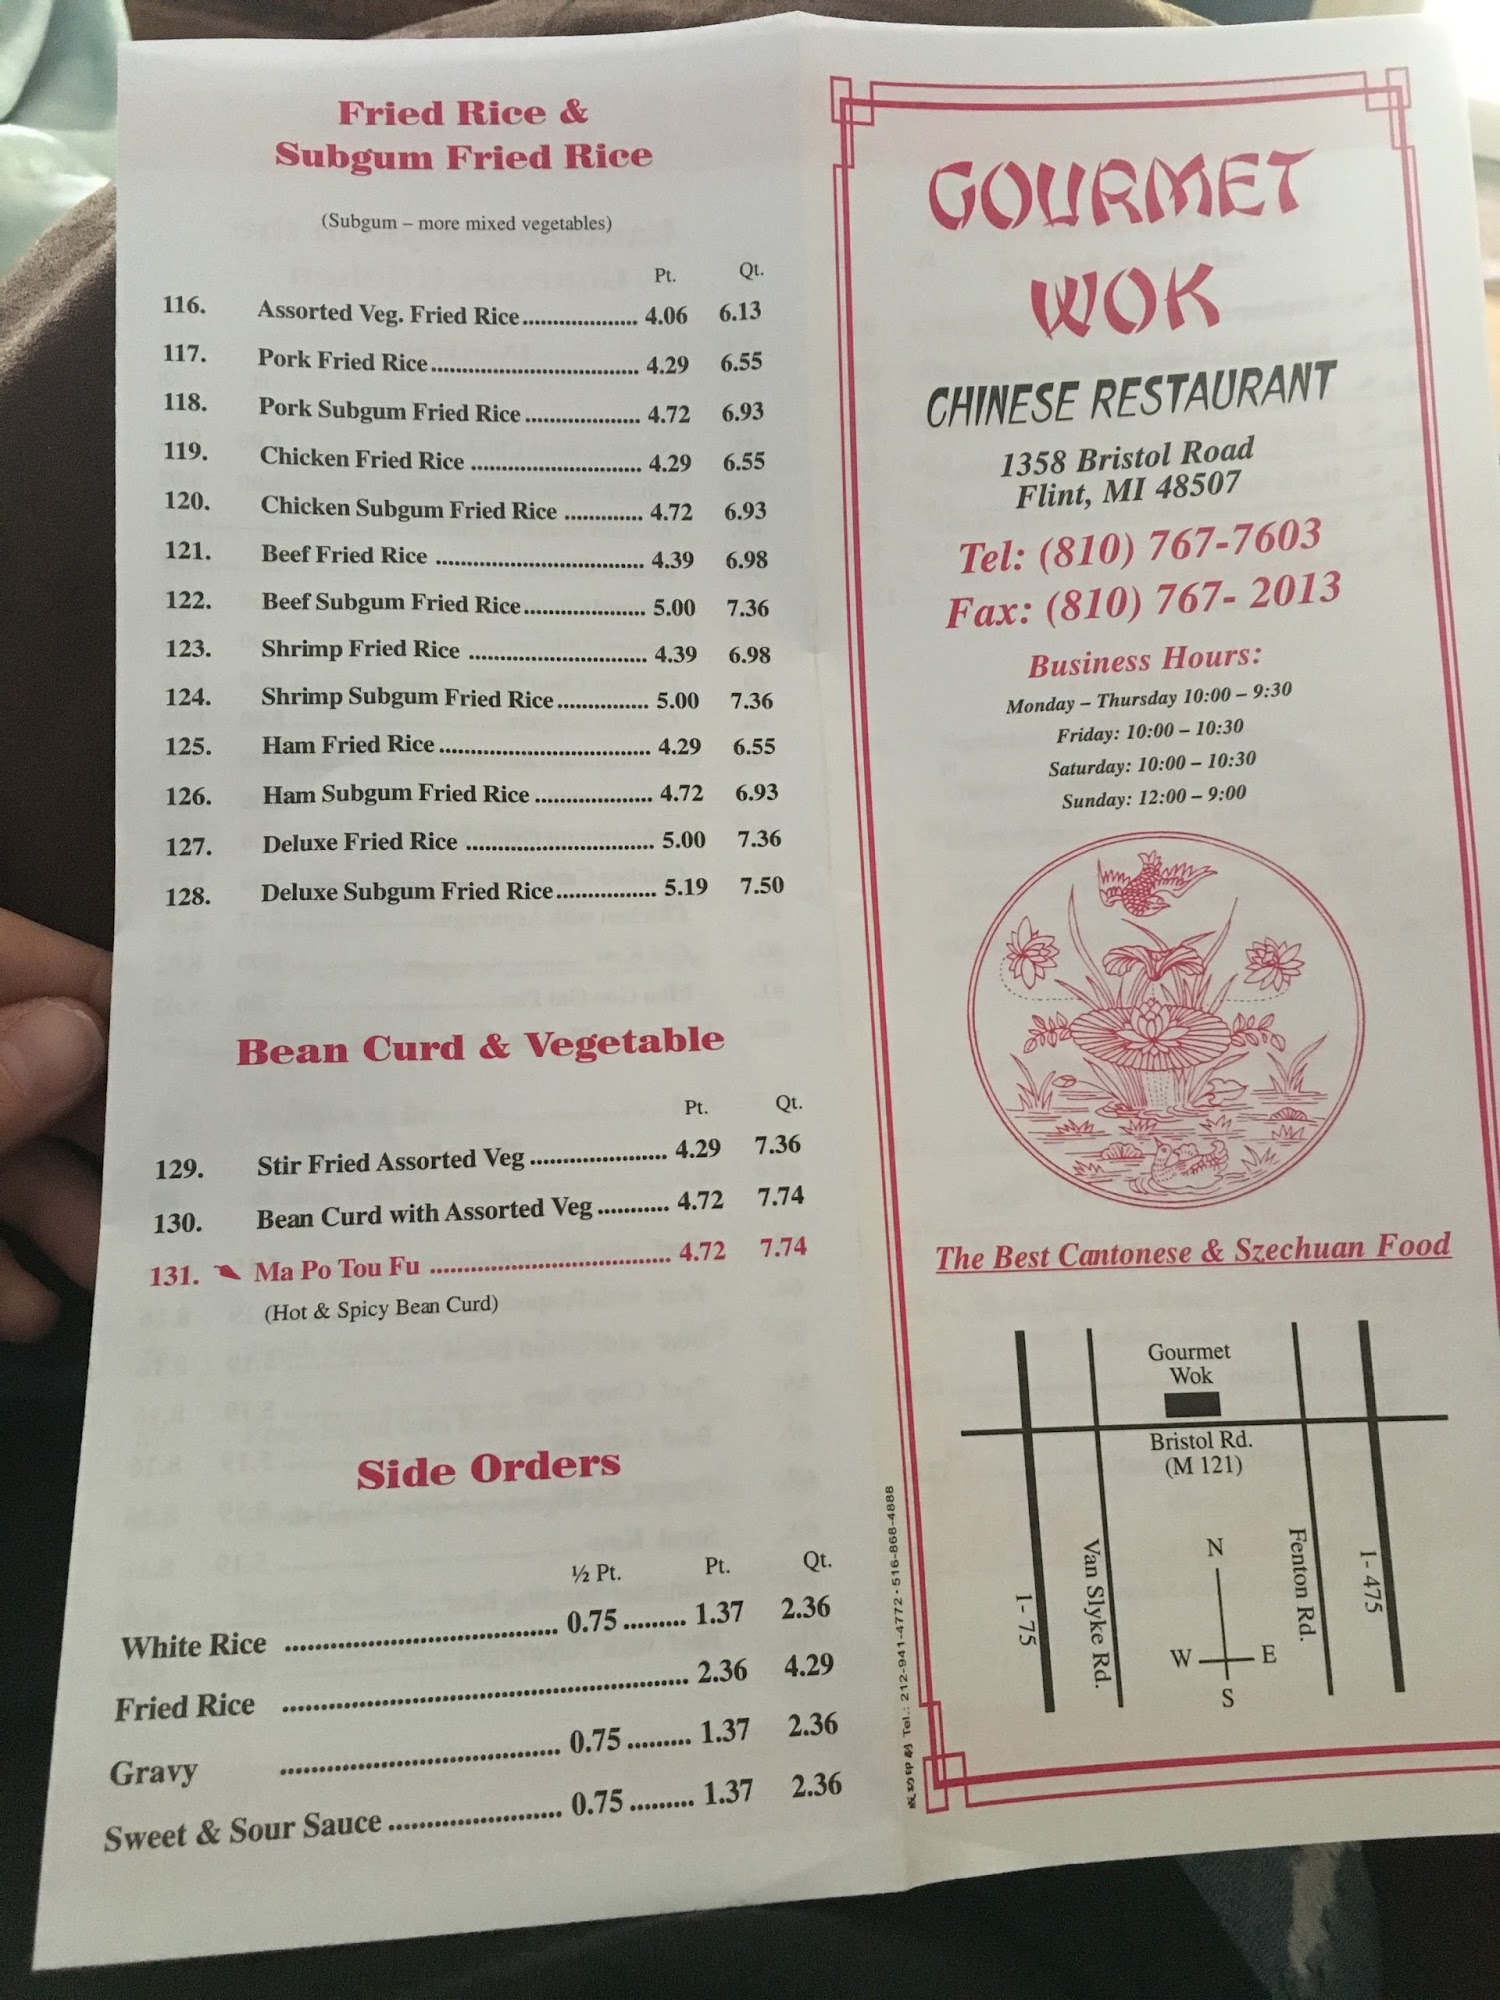 Fried Rice &
Subgum Fried Rice
(Subgum – more mixed vegetables)
Pt. Qt.
116. Assorted Veg. Fried Rice................... 4.06 6.13
117. Pork Fried Rice.................................. 4.29 6.55
118. Pork Subgum Fried Rice ................... 4.72 6.93
119. Chicken Fried Rice ............................ 4.29 6.55
120. Chicken Subgum Fried Rice ............. 4.72 6.93
121. Beef Fried Rice .................................. 4.39 6.98
122. Beef Subgum Fried Rice.................... 5.00 7.36
123. Shrimp Fried Rice ............................. 4.39 6.98
124. Shrimp Subgum Fried Rice............... 5.00 7.36
125. Ham Fried Rice................................... 4.29 6.55
126. Ham Subgum Fried Rice ................... 4.72 6.93
127. Deluxe Fried Rice ............................... 5.00 7.36
128. Deluxe Subgum Fried Rice................ 5.19 7.50
Bean Curd & Vegetable
Pt. Qt.
129. Stir Fried Assorted Veg ...................... 4.29 7.36
130. Bean Curd with Assorted Veg ........... 4.72 7.74
131. Ma Po Tou Fu ..................................... 4.72 7.74
(Hot & Spicy Bean Curd)
Side Orders
½ Pt. Pt. Qt.
White Rice ...................................... 0.75 ......... 1.37 2.36
Fried Rice ......................................................... 2.36 4.29
Gravy ....................................... 0.75 ......... 1.37 2.36
Sweet & Sour Sauce ........................ 0.75 ......... 1.37 2.36
GOURMET
WOK
CHINESE RESTAURANT
1358 Bristol Road
Flint, MI 48507
Tel: (810) 767-7603
Fax: (810) 767- 2013
Business Hours:
Monday – Thursday 10:00 – 9:30
Friday: 10:00 – 10:30
Saturday: 10:00 – 10:30
Sunday: 12:00 – 9:00
The Best Cantonese & Szechuan Food
Gourmet
Wok
Bristol Rd.
(M 121)
I- 75
Van Slyke Rd.
N
W E
S
Fenton Rd.
I- 475
Tel.: 212-941-4772 • 516-868-4888